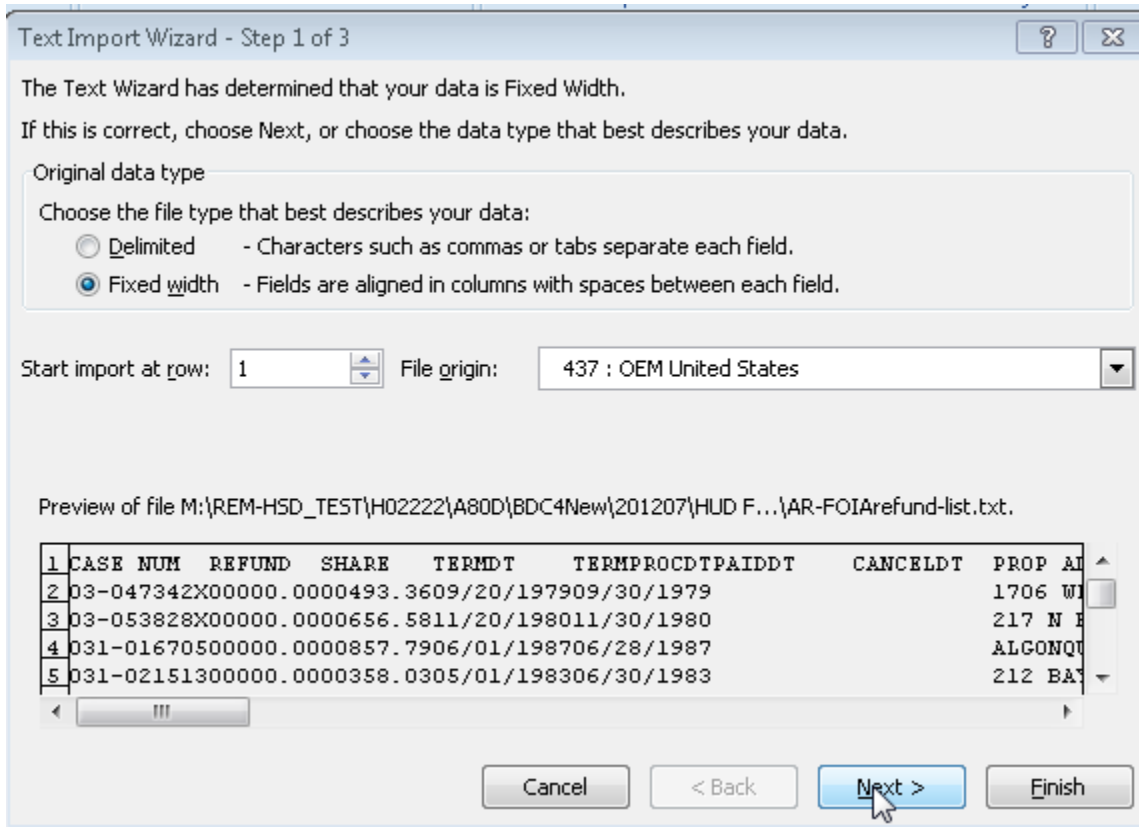 Text Import Wizard - Step 1 of 3
The Text Wizard has determined that your data is Fixed Width.
If this is correct, choose Next, or choose the data type that best describes your data.
Original data type
Choose the file type that best describes your data:
Delimited - Characters such as commas or tabs separate each field.
Fixed width - Fields are aligned in columns with spaces between each field.
Start import at row: 1 File origin: 437 : OEM United States
Preview of file M:\REM-HSD_TEST\H02222\A80D\BDC4New\201207\HUD F...\AR-FOIArefund-list.txt.
1 CASE NUM REFUND SHARE TERMDT TERMPROCDTPAIDDT CANCELDT PROP
2 03-047342X00000.0000493.3609/20/197909/30/1979 1706
3 03-053828X00000.0000656.5811/20/198011/30/1980 217 N
4 031-01670500000.0000857.7906/01/198706/28/1987
5 031-02151300000.0000358.0305/01/198306/30/1983 212
Cancel < Back Next > Finish